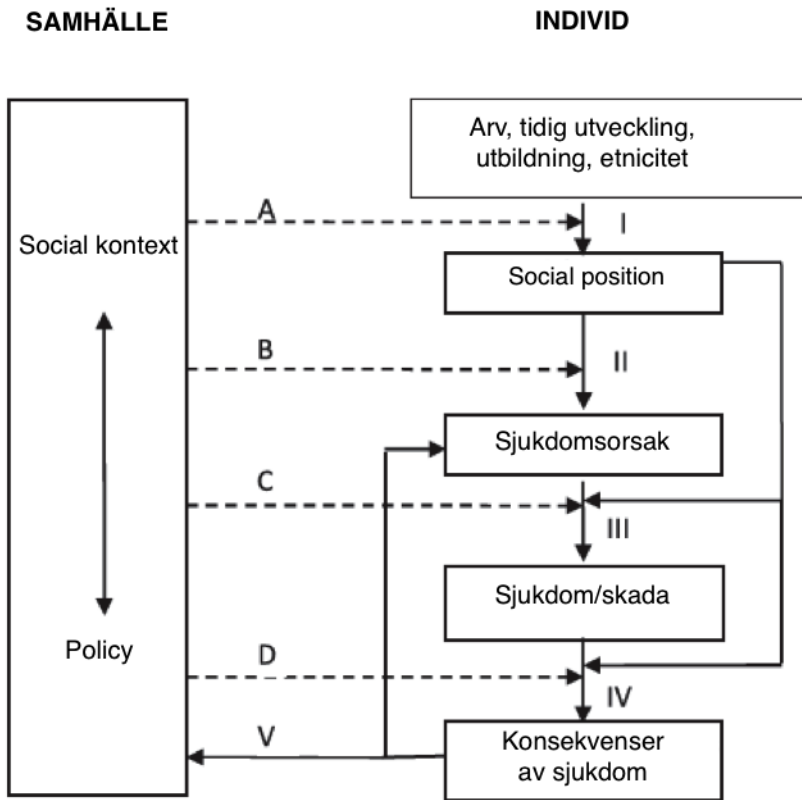 SAMHÄLLE
INDIVID
Arv, tidig utveckling,
utbildning, etnicitet
A
I
Social kontext
Social position
B
II
Sjukdomsorsak
C
III
Sjukdom/skada
Policy
D
IV
V
Konsekvenser
av sjukdom